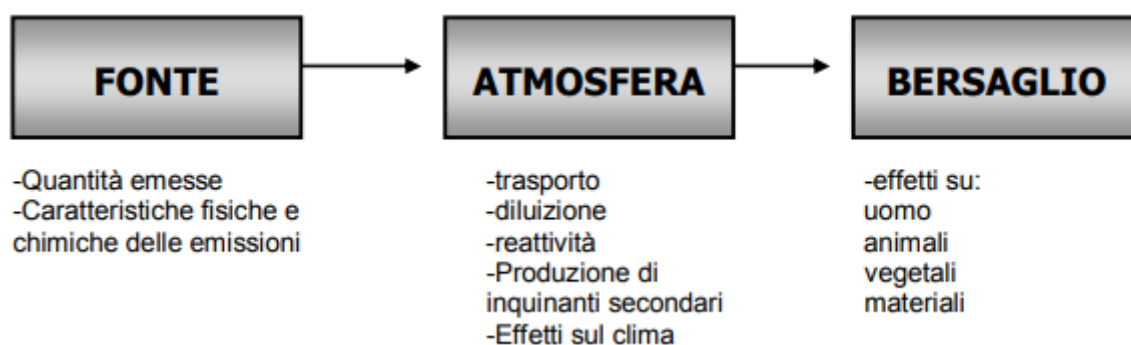 FONTE
ATMOSFERA
BERSAGLIO
-Quantità emesse
-Caratteristiche fisiche e
chimiche delle emissioni
-trasporto
-diluizione
-reattività
-Produzione di
inquinanti secondari
-Effetti sul clima
-effetti su:
uomo
animali
vegetali
materiali